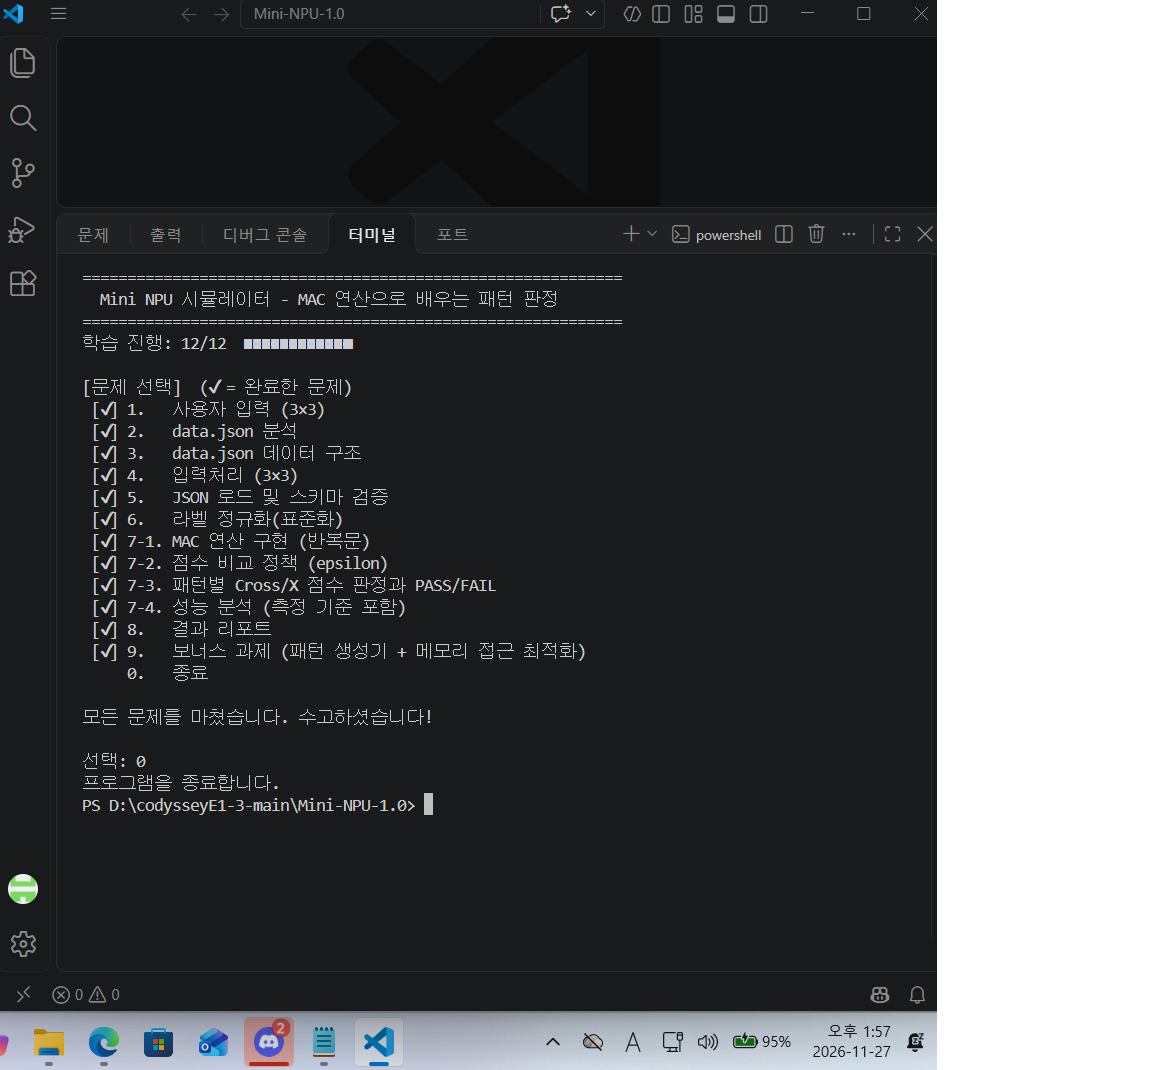 Mini-NPU-1.0
문제 출력 디버그 콘솔 터미널 포트 powershell
============================================================
Mini NPU 시뮬레이터 - MAC 연산으로 배우는 패턴 판정
============================================================
학습 진행: 12/12 ■■■■■■■■■■■■
[문제 선택] (✓= 완료한 문제)
[✓] 1. 사용자 입력 (3×3)
[✓] 2. data.json 분석
[✓] 3. data.json 데이터 구조
[✓] 4. 입력처리 (3×3)
[✓] 5. JSON 로드 및 스키마 검증
[✓] 6. 라벨 정규화(표준화)
[✓] 7-1. MAC 연산 구현 (반복문)
[✓] 7-2. 점수 비교 정책 (epsilon)
[✓] 7-3. 패턴별 Cross/X 점수 판정과 PASS/FAIL
[✓] 7-4. 성능 분석 (측정 기준 포함)
[✓] 8. 결과 리포트
[✓] 9. 보너스 과제 (패턴 생성기 + 메모리 접근 최적화)
0. 종료
모든 문제를 마쳤습니다. 수고하셨습니다!
선택: 0
프로그램을 종료합니다.
PS D:\codysseyE1-3-main\Mini-NPU-1.0>
0 0
2 A 95% 오후 1:57
2026-11-27